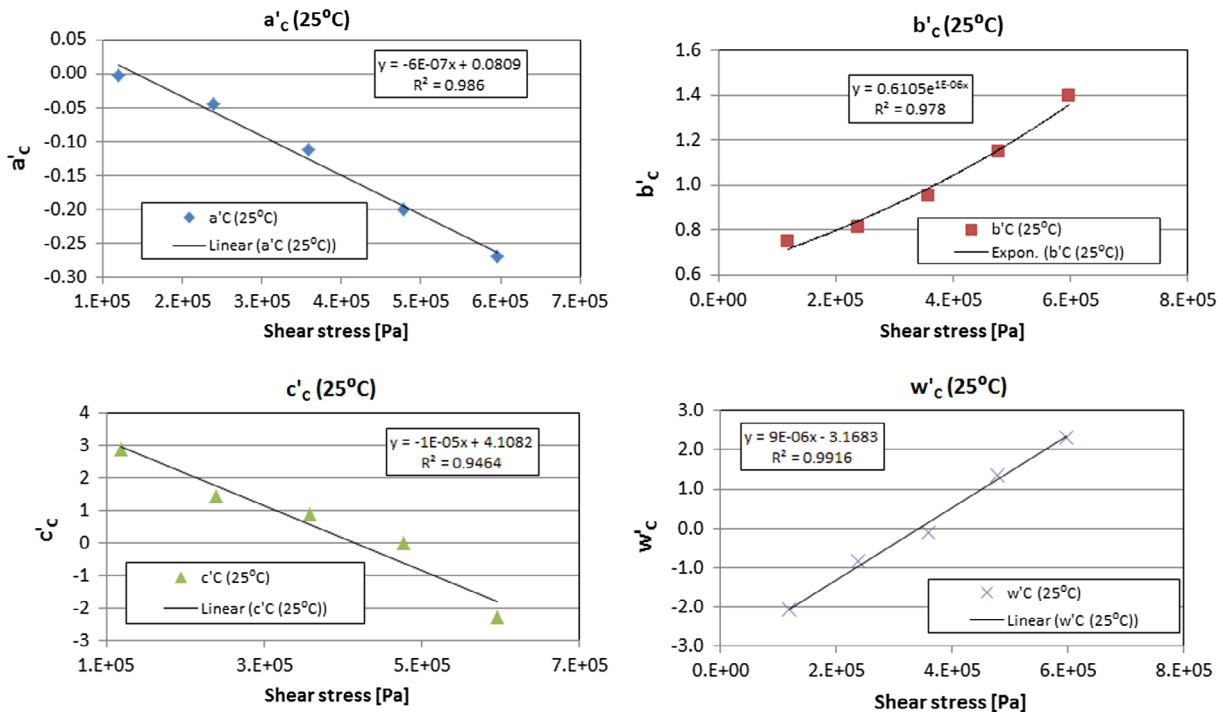 a'c (25°C)
0.05
0.00
-0.05
-0.10
-0.15
-0.20
-0.25
-0.30
a'c
y = -6E-07x + 0.0809
R² = 0.986
a'C (25°C)
Linear (a'C (25°C))
1.E+05 2.E+05 3.E+05 4.E+05 5.E+05 6.E+05 7.E+05
Shear stress [Pa]
b'c (25°C)
1.6
1.4
1.2
1.0
0.8
0.6
b'c
y = 0.6105e1E-06x
R² = 0.978
b'C (25°C)
Expon. (b'C (25°C))
0.E+00 2.E+05 4.E+05 6.E+05 8.E+05
Shear stress [Pa]
c'c (25°C)
4
3
2
1
0
-1
-2
-3
c'c
y = -1E-05x + 4.1082
R² = 0.9464
c'C (25°C)
Linear (c'C (25°C))
1.E+05 3.E+05 5.E+05 7.E+05
Shear stress [Pa]
w'c (25°C)
3.0
2.0
1.0
0.0
-1.0
-2.0
-3.0
w'c
y = 9E-06x - 3.1683
R² = 0.9916
w'C (25°C)
Linear (w'C (25°C))
0.E+00 2.E+05 4.E+05 6.E+05 8.E+05
Shear stress [Pa]